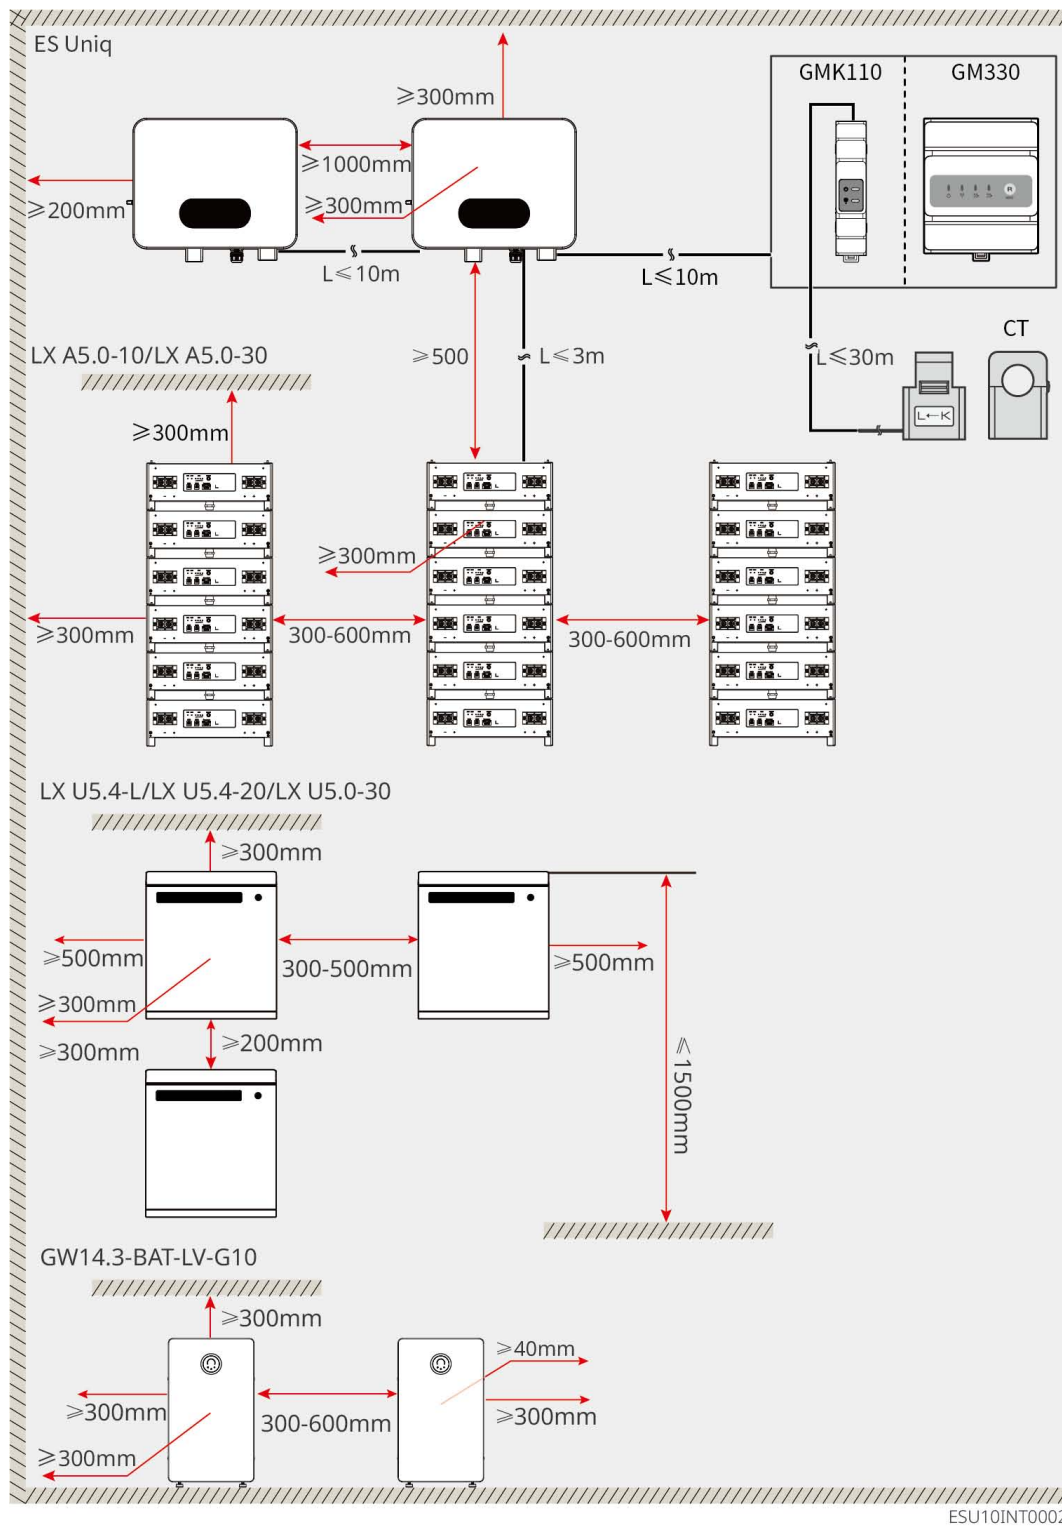 ES Uniq
≥300mm
GMK110
GM330
≥1000mm
≥200mm
≥300mm
L≤10m
L≤10m
CT
LX A5.0-10/LX A5.0-30
≥500
L≤3m
L≤30m
L←K
≥300mm
≥300mm
≥300mm
300-600mm
300-600mm
LX U5.4-L/LX U5.4-20/LX U5.0-30
≥300mm
≥500mm
300-500mm
≥500mm
≥300mm
≥300mm
≥200mm
≤1500mm
GW14.3-BAT-LV-G10
≥300mm
≥40mm
≥300mm
300-600mm
≥300mm
≥300mm